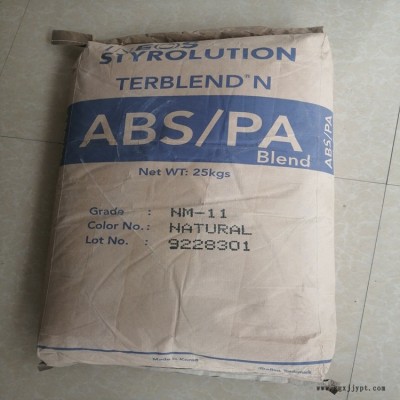 INEOS
STYROLUTION
TERBLEND®N
ABS/PA
Blend
Net WT: 25kgs
Grade : NM-11
Color No.: NATURAL
Lot No. : 9228301
ABS/PA